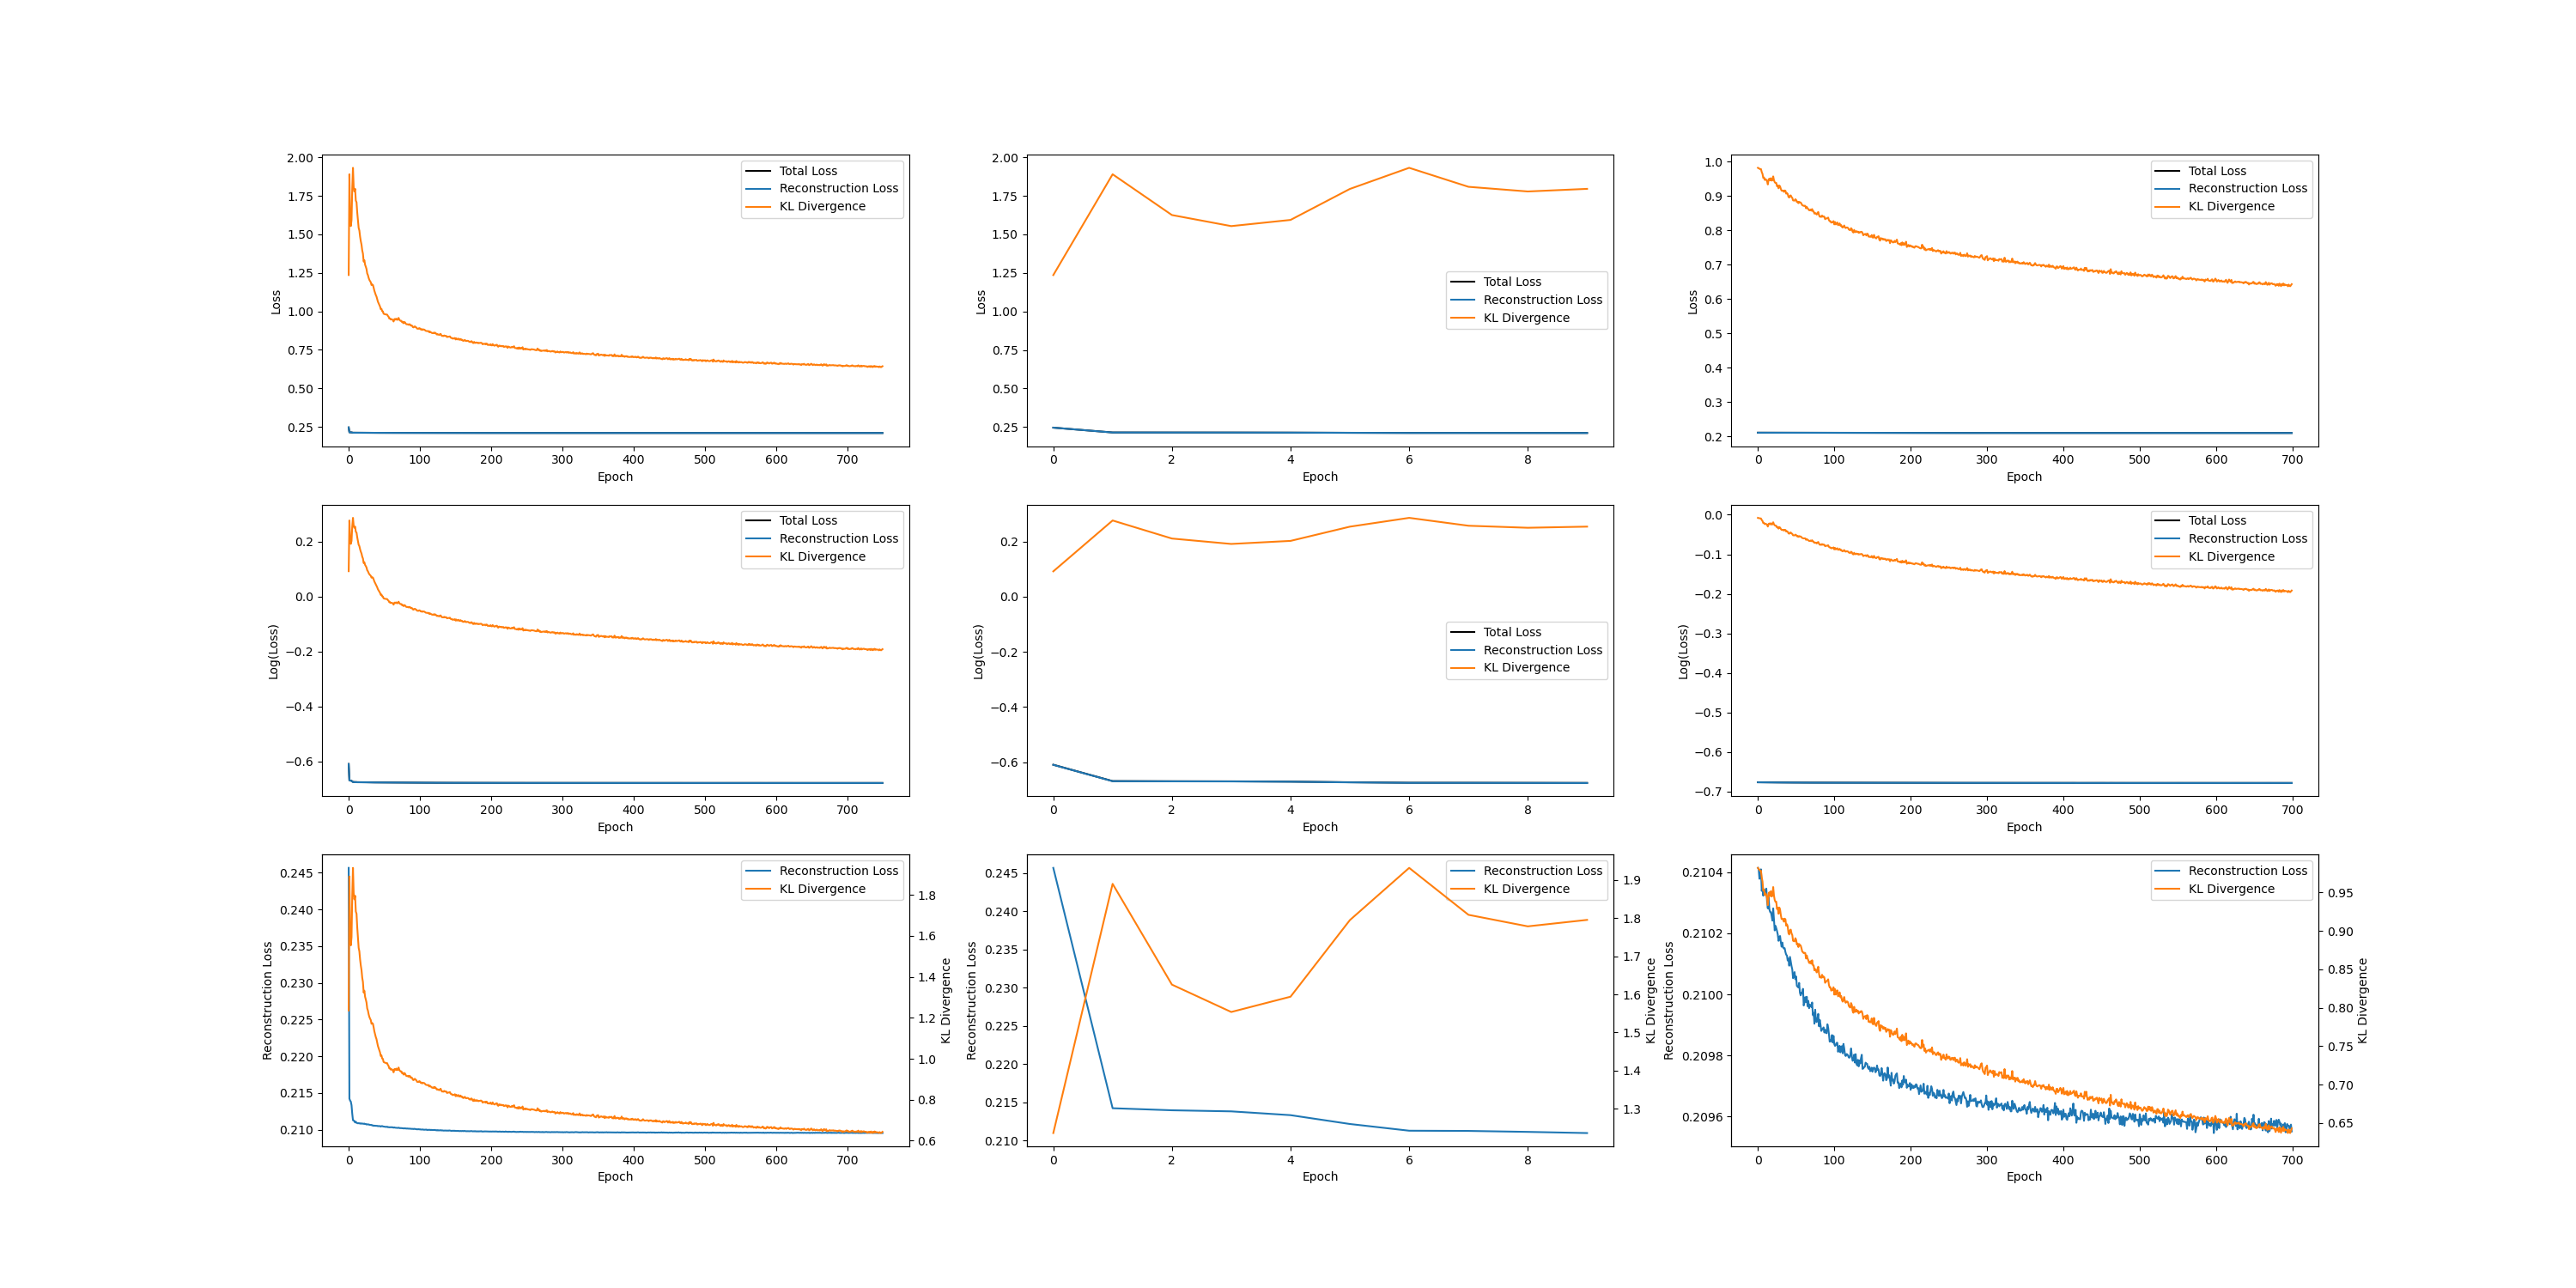 2.00
1.75
1.50
1.25
1.00
0.75
0.50
0.25
Loss
0 100 200 300 400 500 600 700
Epoch
Total Loss
Reconstruction Loss
KL Divergence
2.00
1.75
1.50
1.25
1.00
0.75
0.50
0.25
Loss
0 2 4 6 8
Epoch
Total Loss
Reconstruction Loss
KL Divergence
1.0
0.9
0.8
0.7
0.6
0.5
0.4
0.3
0.2
Loss
0 100 200 300 400 500 600 700
Epoch
Total Loss
Reconstruction Loss
KL Divergence
0.2
0.0
−0.2
−0.4
−0.6
Log(Loss)
0 100 200 300 400 500 600 700
Epoch
Total Loss
Reconstruction Loss
KL Divergence
0.2
0.0
−0.2
−0.4
−0.6
Log(Loss)
0 2 4 6 8
Epoch
Total Loss
Reconstruction Loss
KL Divergence
0.0
−0.1
−0.2
−0.3
−0.4
−0.5
−0.6
−0.7
Log(Loss)
0 100 200 300 400 500 600 700
Epoch
Total Loss
Reconstruction Loss
KL Divergence
0.245
0.240
0.235
0.230
0.225
0.220
0.215
0.210
Reconstruction Loss
0 100 200 300 400 500 600 700
Epoch
Reconstruction Loss
KL Divergence
1.8
1.6
1.4
1.2
1.0
0.8
0.6
KL Divergence
0.245
0.240
0.235
0.230
0.225
0.220
0.215
0.210
Reconstruction Loss
0 2 4 6 8
Epoch
Reconstruction Loss
KL Divergence
1.9
1.8
1.7
1.6
1.5
1.4
1.3
KL Divergence
0.2104
0.2102
0.2100
0.2098
0.2096
Reconstruction Loss
0 100 200 300 400 500 600 700
Epoch
Reconstruction Loss
KL Divergence
0.95
0.90
0.85
0.80
0.75
0.70
0.65
KL Divergence